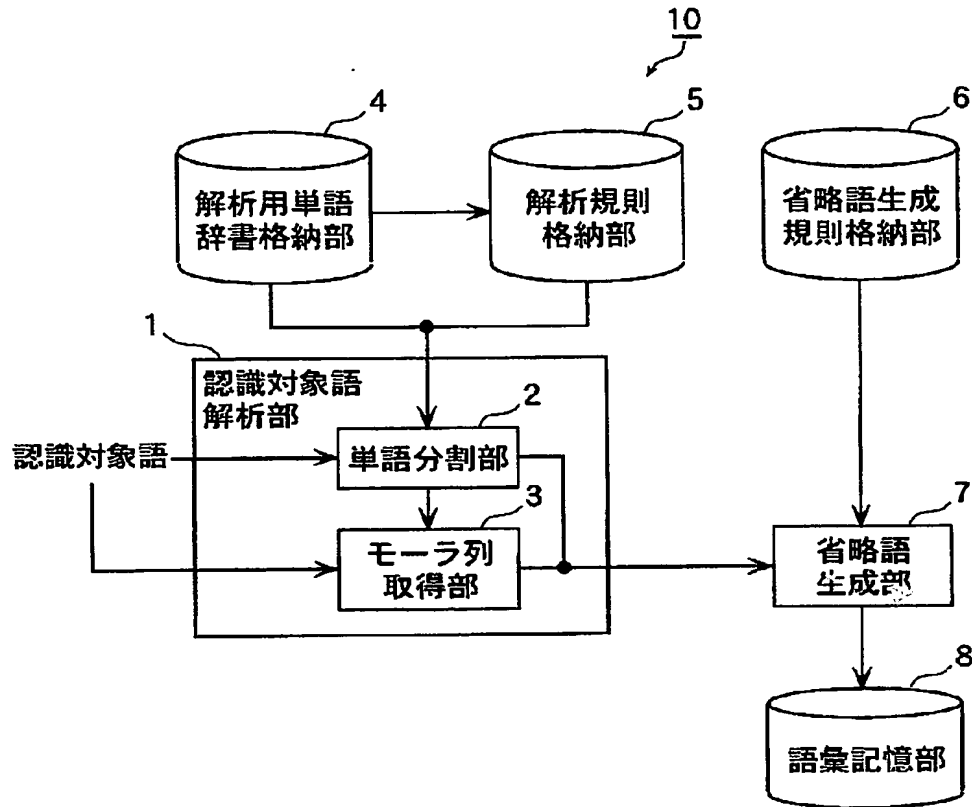 10
4
5
6
解析用単語
辞書格納部
解析規則
格納部
省略語生成
規則格納部
1
認識対象語
解析部
2
認識対象語
単語分割部
3
7
モーラ列
取得部
省略語
生成部
8
語彙記憶部